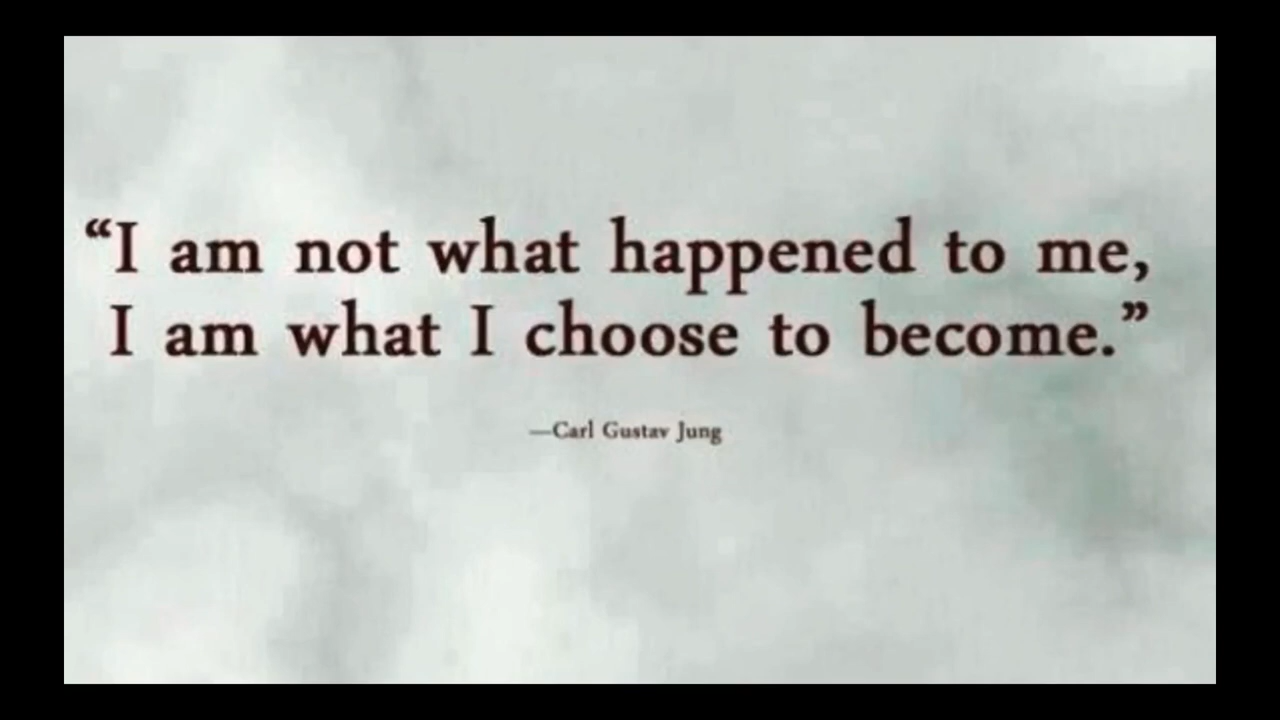 “I am not what happened to me,
I am what I choose to become.”
—Carl Gustav Jung